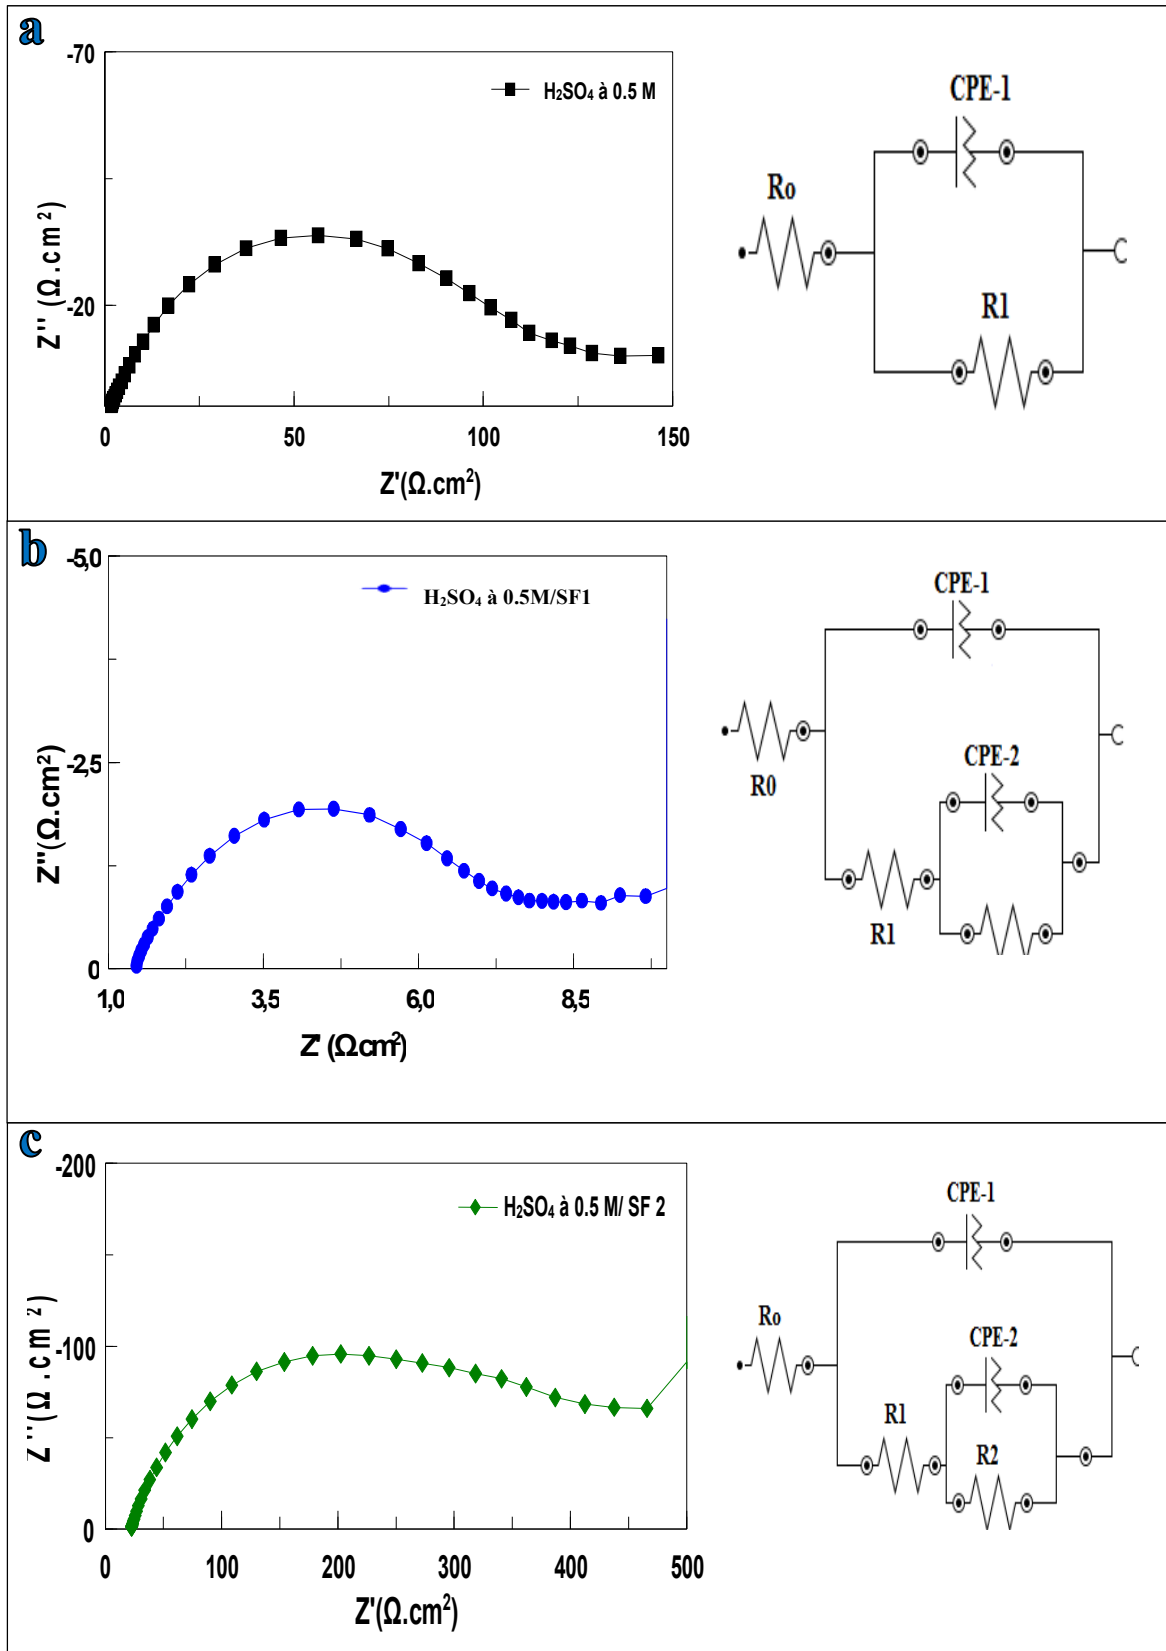 a
-70
H₂SO₄ à 0.5 M
-20
Z'' (Ω.cm²)
0 50 100 150
Z'(Ω.cm²)
CPE-1
Ro
R1
b
-5,0
H₂SO₄ à 0.5M/SF1
-2,5
Z''(Ω.cm²)
0
1,0 3,5 6,0 8,5
Z' (Ωcm²)
CPE-1
R0
CPE-2
R1
c
-200
H₂SO₄ à 0.5 M/ SF 2
-100
Z''(Ω.cm²)
0
0 100 200 300 400 500
Z'(Ω.cm²)
CPE-1
Ro
CPE-2
R1
R2